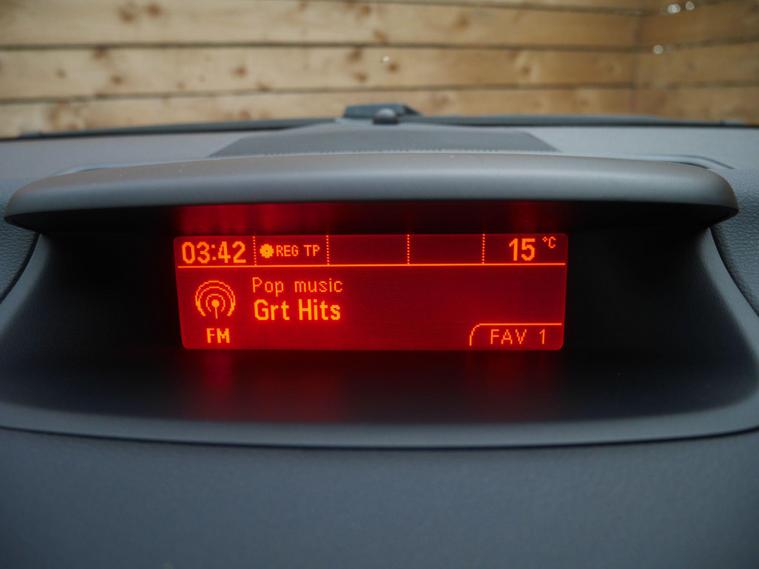 03:42 REG TP 15 °C
Pop music
Grt Hits
FM FAV 1